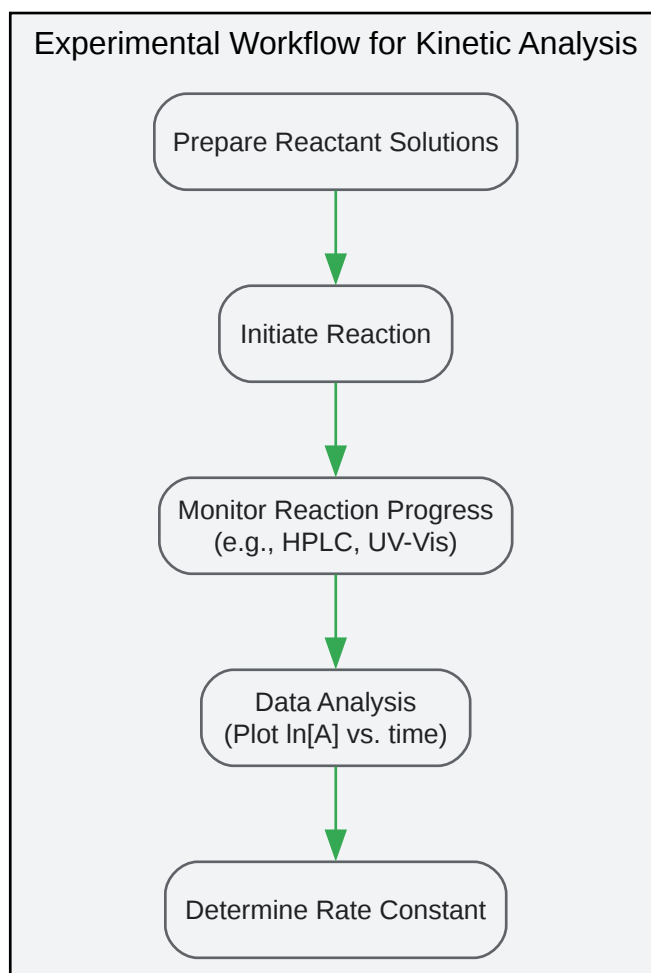 Experimental Workflow for Kinetic Analysis
Prepare Reactant Solutions
Initiate Reaction
Monitor Reaction Progress
(e.g., HPLC, UV-Vis)
Data Analysis
(Plot ln[A] vs. time)
Determine Rate Constant